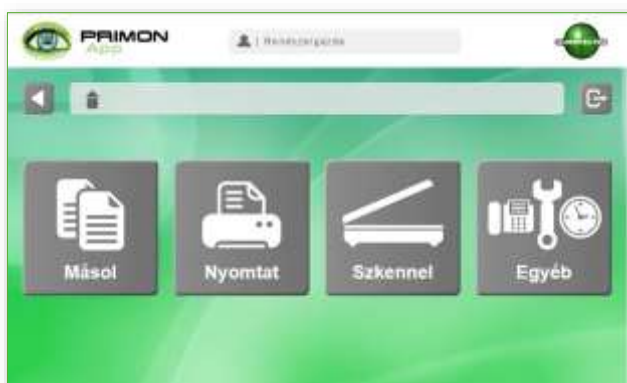 PRIMON
App
Másol
Nyomtat
Szkennel
Egyéb